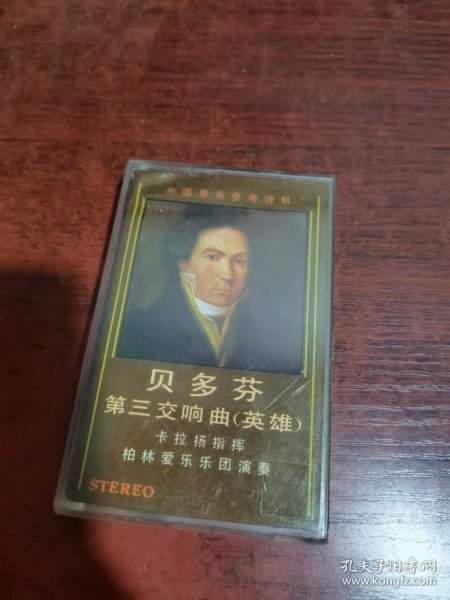 外国音乐参考资料
贝多芬
第三交响曲(英雄)
卡拉扬指挥
柏林爱乐乐团演奏
STEREO
孔夫子旧书网
www.kongfz.com